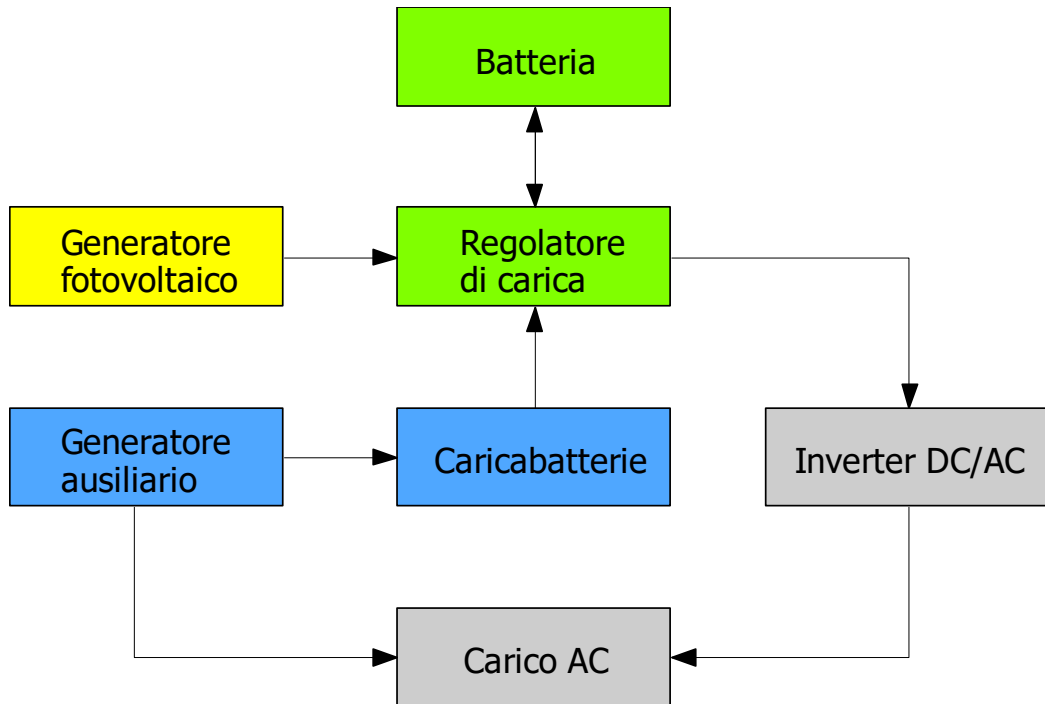 Batteria
Generatore
fotovoltaico
Regolatore
di carica
Generatore
ausiliario
Caricabatterie
Inverter DC/AC
Carico AC